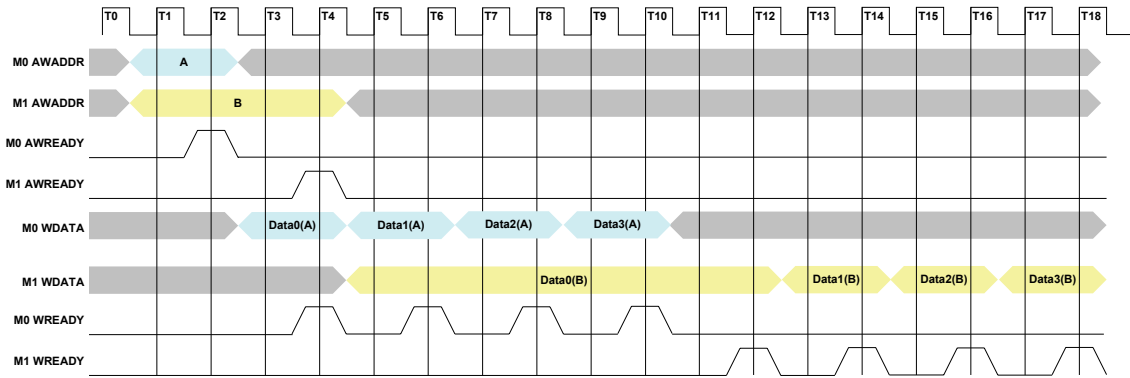 T0 T1 T2 T3 T4 T5 T6 T7 T8 T9 T10 T11 T12 T13 T14 T15 T16 T17 T18
M0 AWADDR A
M1 AWADDR B
M0 AWREADY
M1 AWREADY
M0 WDATA Data0(A) Data1(A) Data2(A) Data3(A)
M1 WDATA Data0(B) Data1(B) Data2(B) Data3(B)
M0 WREADY
M1 WREADY